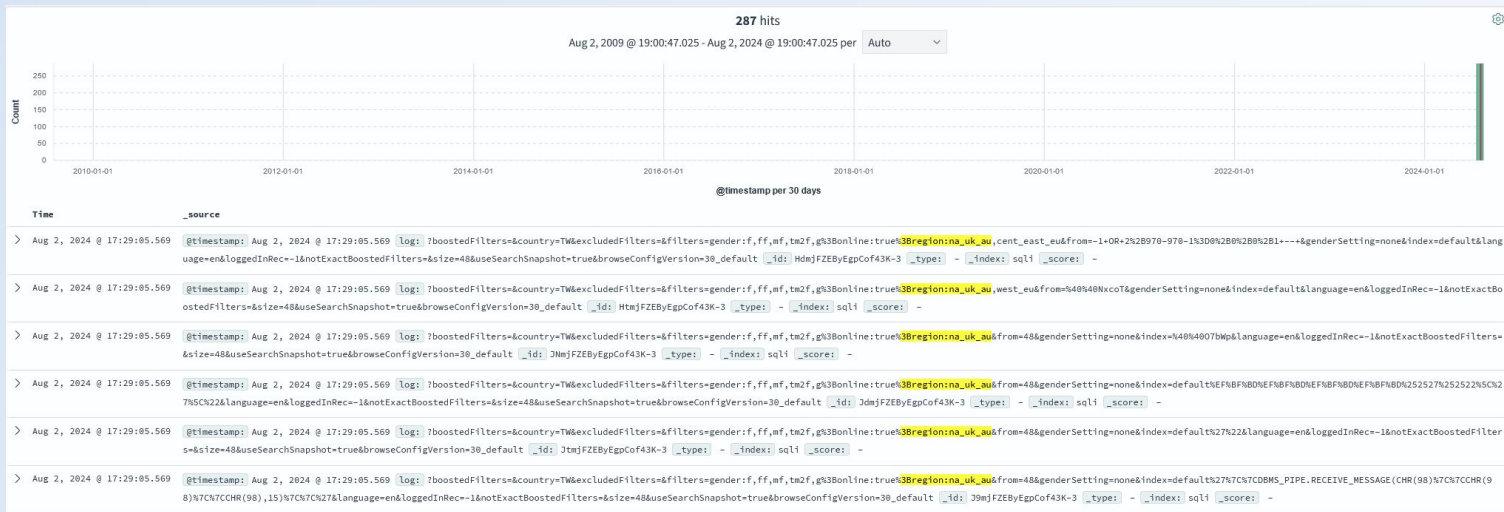 287 hits
Aug 2, 2009 @ 19:00:47.025 - Aug 2, 2024 @ 19:00:47.025 per Auto
Count
250
200
150
100
50
0
2010-01-01 2012-01-01 2014-01-01 2016-01-01 2018-01-01 2020-01-01 2022-01-01 2024-01-01
@timestamp per 30 days
Time _source
Aug 2, 2024 @ 17:29:05.569 @timestamp: Aug 2, 2024 @ 17:29:05.569 log: ?boostedFilters=&country=TW&excludedFilters=&filters=gender:f,ff,mf,tm2f,g%3Bonline:true%3Bregion:na_uk_au,cent_east_eu&from=-1+OR+2%2B970-970-1%3D0%2B0%2B0%2B1+--+&genderSetting=none&index=default&lang
uage=en&loggedInRec=-1&notExactBoostedFilters=&size=48&useSearchSnapshot=true&browseConfigVersion=30_default _id: HdmjFZEByEgpCof43K-3 _type: - _index: sqli _score: -
Aug 2, 2024 @ 17:29:05.569 @timestamp: Aug 2, 2024 @ 17:29:05.569 log: ?boostedFilters=&country=TW&excludedFilters=&filters=gender:f,ff,mf,tm2f,g%3Bonline:true%3Bregion:na_uk_au,west_eu&from=%40%40NxcoT&genderSetting=none&index=default&language=en&loggedInRec=-1&notExactBo
ostedFilters=&size=48&useSearchSnapshot=true&browseConfigVersion=30_default _id: HtmjFZEByEgpCof43K-3 _type: - _index: sqli _score: -
Aug 2, 2024 @ 17:29:05.569 @timestamp: Aug 2, 2024 @ 17:29:05.569 log: ?boostedFilters=&country=TW&excludedFilters=&filters=gender:f,ff,mf,tm2f,g%3Bonline:true%3Bregion:na_uk_au&from=48&genderSetting=none&index=%40%40O7bWp&language=en&loggedInRec=-1&notExactBoostedFilters=
&size=48&useSearchSnapshot=true&browseConfigVersion=30_default _id: JNmjFZEByEgpCof43K-3 _type: - _index: sqli _score: -
Aug 2, 2024 @ 17:29:05.569 @timestamp: Aug 2, 2024 @ 17:29:05.569 log: ?boostedFilters=&country=TW&excludedFilters=&filters=gender:f,ff,mf,tm2f,g%3Bonline:true%3Bregion:na_uk_au&from=48&genderSetting=none&index=default%EF%BF%BD%EF%BF%BD%EF%BF%BD%EF%BF%BD%252527%252522%5C%2
7%5C%22&language=en&loggedInRec=-1&notExactBoostedFilters=&size=48&useSearchSnapshot=true&browseConfigVersion=30_default _id: JdmjFZEByEgpCof43K-3 _type: - _index: sqli _score: -
Aug 2, 2024 @ 17:29:05.569 @timestamp: Aug 2, 2024 @ 17:29:05.569 log: ?boostedFilters=&country=TW&excludedFilters=&filters=gender:f,ff,mf,tm2f,g%3Bonline:true%3Bregion:na_uk_au&from=48&genderSetting=none&index=default%27%22&language=en&loggedInRec=-1&notExactBoostedFilter
s=&size=48&useSearchSnapshot=true&browseConfigVersion=30_default _id: JtmjFZEByEgpCof43K-3 _type: - _index: sqli _score: -
Aug 2, 2024 @ 17:29:05.569 @timestamp: Aug 2, 2024 @ 17:29:05.569 log: ?boostedFilters=&country=TW&excludedFilters=&filters=gender:f,ff,mf,tm2f,g%3Bonline:true%3Bregion:na_uk_au&from=48&genderSetting=none&index=default%27%7C%7CDBMS_PIPE.RECEIVE_MESSAGE(CHR(98)%7C%7CCHR(9
8)%7C%7CCHR(98),15)%7C%7C%27&language=en&loggedInRec=-1&notExactBoostedFilters=&size=48&useSearchSnapshot=true&browseConfigVersion=30_default _id: J9mjFZEByEgpCof43K-3 _type: - _index: sqli _score: -